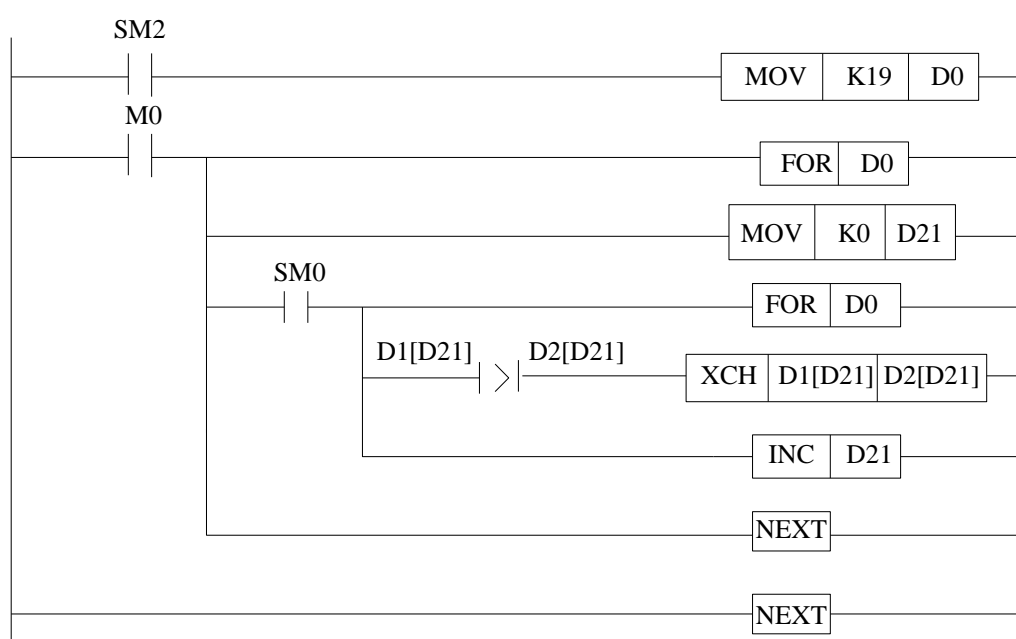 SM2
MOV K19 D0
M0
FOR D0
MOV K0 D21
SM0
FOR D0
D1[D21] > D2[D21] XCH D1[D21] D2[D21]
INC D21
NEXT
NEXT